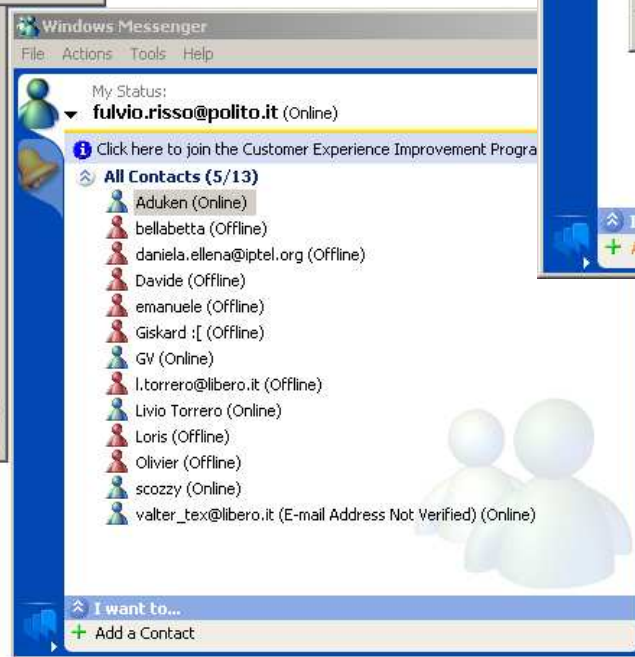 Windows Messenger
File Actions Tools Help
My Status:
fulvio.risso@polito.it (Online)
Click here to join the Customer Experience Improvement Progra
All Contacts (5/13)
Aduken (Online)
bellabetta (Offline)
daniela.ellena@iptel.org (Offline)
Davide (Offline)
emanuele (Offline)
Giskard :[ (Offline)
GV (Online)
l.torrero@libero.it (Offline)
Livio Torrero (Online)
Loris (Offline)
Olivier (Offline)
scozzy (Online)
valter_tex@libero.it (E-mail Address Not Verified) (Online)
I want to...
+ Add a Contact